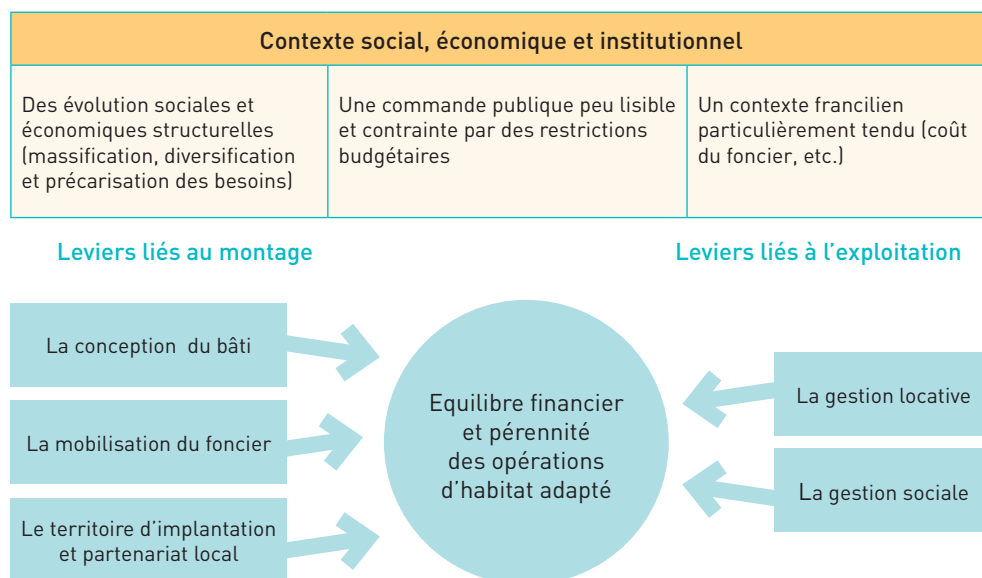 Contexte social, économique et institutionnel
Des évolution sociales et
économiques structurelles
(massification, diversification
et précarisation des besoins)
Une commande publique peu lisible
et contrainte par des restrictions
budgétaires
Un contexte francilien
particulièrement tendu (coût
du foncier, etc.)
Leviers liés au montage
Leviers liés à l'exploitation
La conception du bâti
La mobilisation du foncier
Le territoire d'implantation
et partenariat local
Equilibre financier
et pérennité
des opérations
d'habitat adapté
La gestion locative
La gestion sociale